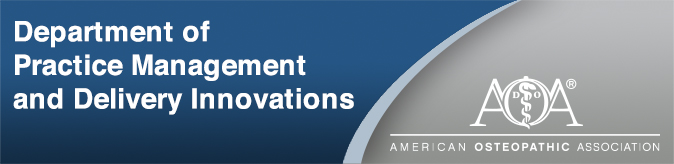 Department of
Practice Management
and Delivery Innovations
AOA®
D O
AMERICAN OSTEOPATHIC ASSOCIATION